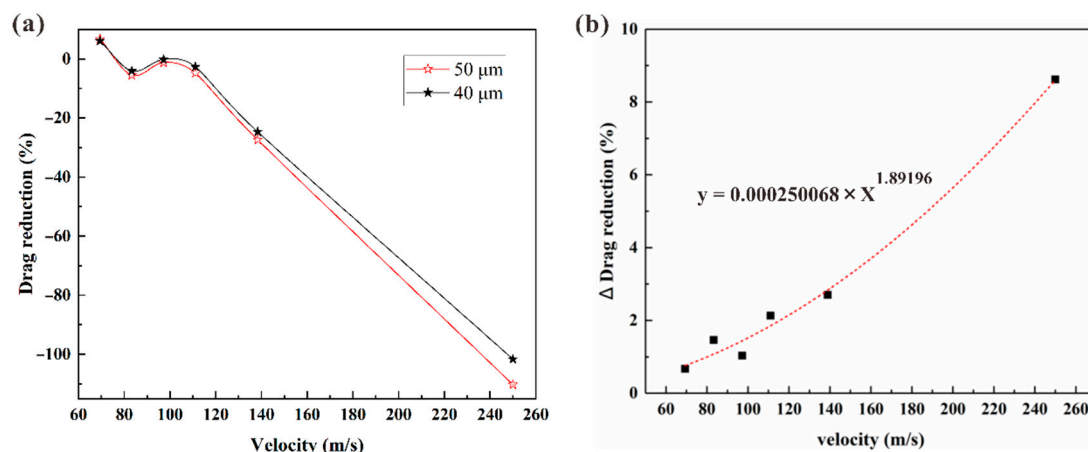 (a)
0
−20
−40
−60
−80
−100
Drag reduction (%)
50 μm
40 μm
60 80 100 120 140 160 180 200 220 240 260
Velocity (m/s)
(b)
10
8
6
4
2
0
Δ Drag reduction (%)
y = 0.000250068 × X^1.89196
60 80 100 120 140 160 180 200 220 240 260
velocity (m/s)